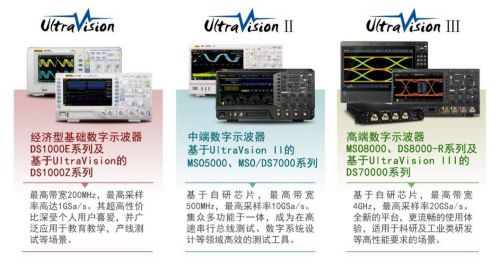 UltraVision
经济型基础数字示波器
DS1000E系列及
基于UltraVision的
DS1000Z系列
最高带宽200MHz，最高采样
率高达1GSa/s。其超高性价
比深受个人用户喜爱，并广
泛应用于教育教学，产线测
试等场景。
UltraVision II
中端数字示波器
基于UltraVsion II的
MSO5000、MSO/DS7000系列
基于自研芯片，最高带宽
500MHz，最高采样率10GSa/s。
集众多功能于一体，成为在高
速串行总线测试、数字系统设
计等领域高效的测试工具。
UltraVision III
高端数字示波器
MSO8000、DS8000-R系列及
基于UltraVision III的
DS70000系列
基于自研芯片，最高带宽
4GHz，最高采样率20GSa/s。
全新的平台，更流畅的使用体
验，适用于科研及工业类研发
等高性能要求的场景。